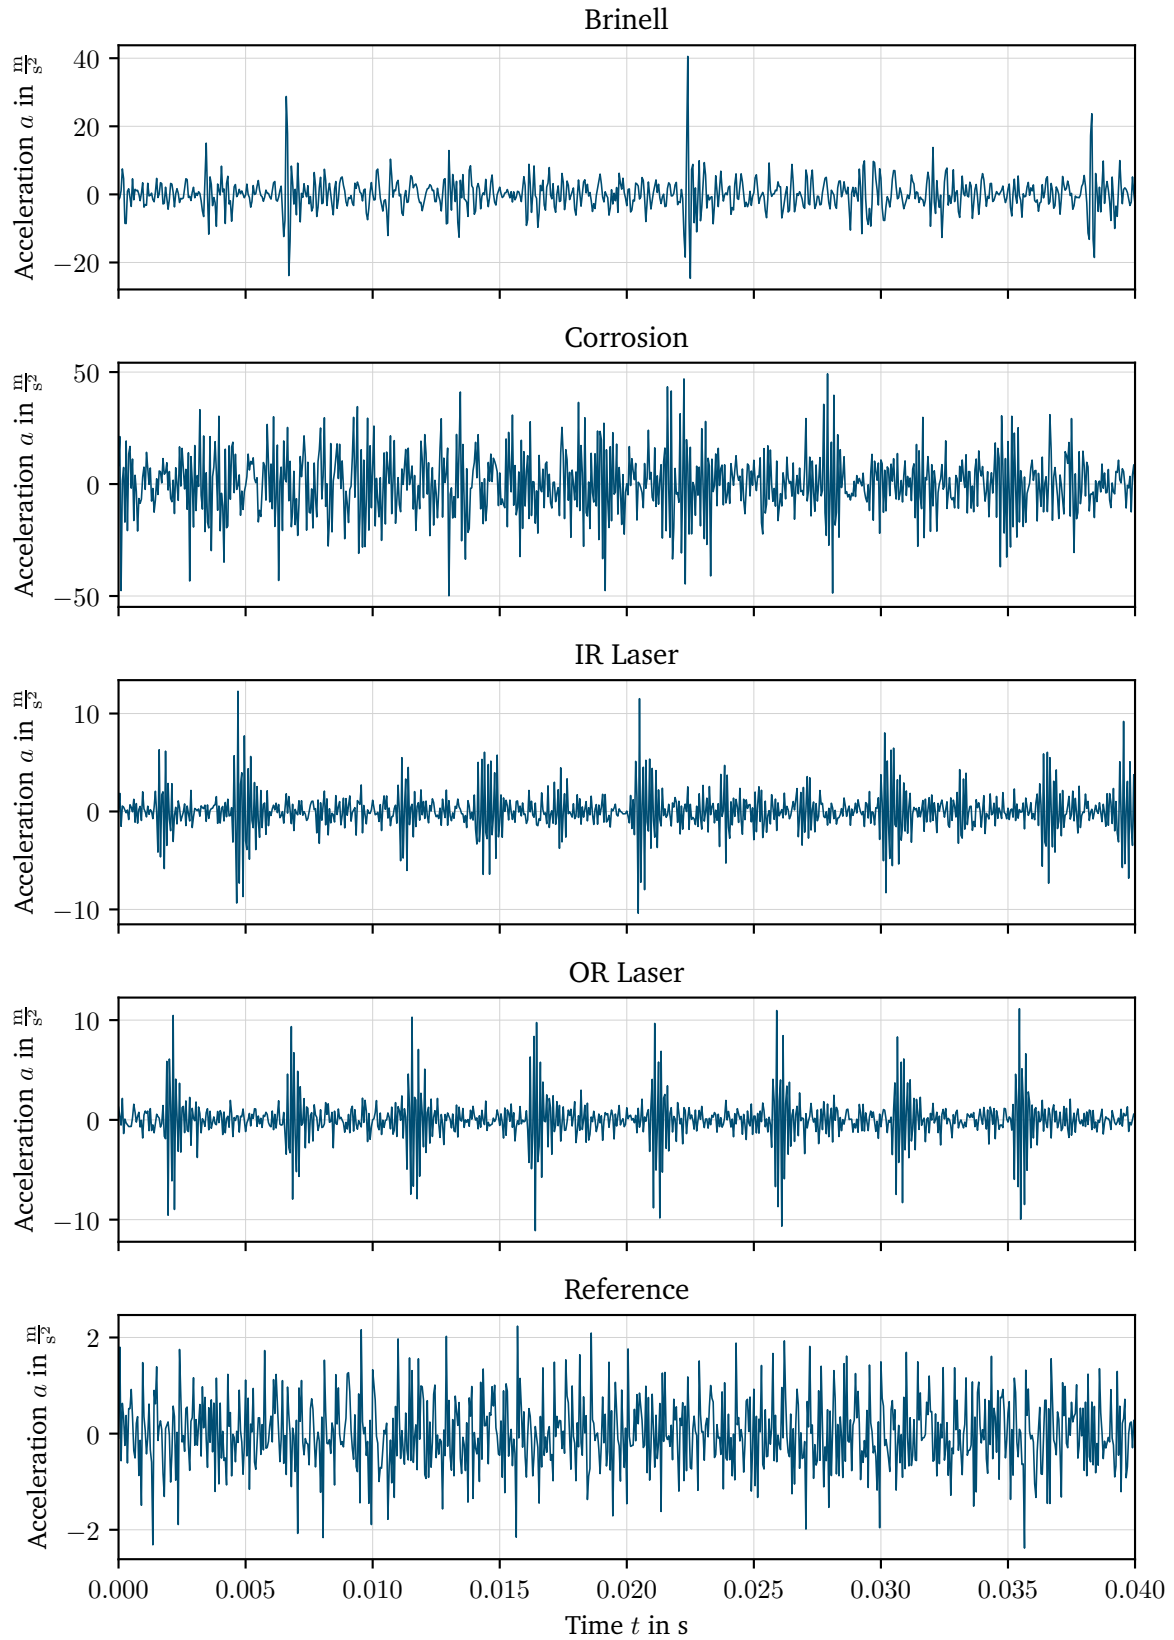 Brinell
Acceleration a in m/s²
40
20
0
−20
Corrosion
Acceleration a in m/s²
50
0
−50
IR Laser
Acceleration a in m/s²
10
0
−10
OR Laser
Acceleration a in m/s²
10
0
−10
Reference
Acceleration a in m/s²
2
0
−2
0.000 0.005 0.010 0.015 0.020 0.025 0.030 0.035 0.040
Time t in s